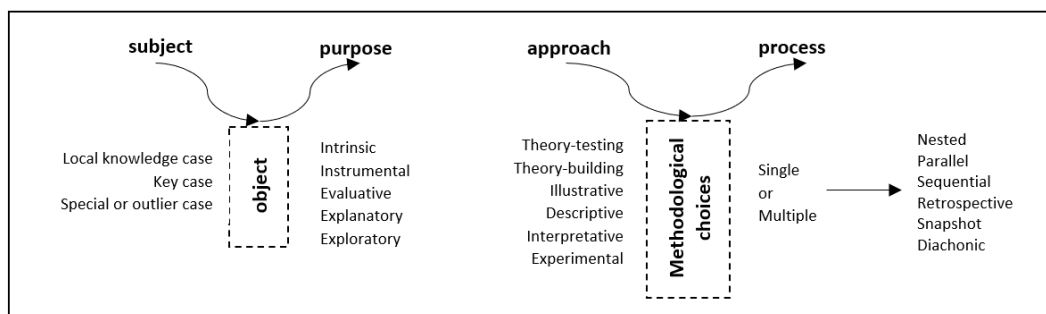 subject
purpose
Local knowledge case
Key case
Special or outlier case
object
Intrinsic
Instrumental
Evaluative
Explanatory
Exploratory
approach
process
Theory-testing
Theory-building
Illustrative
Descriptive
Interpretative
Experimental
Methodological
choices
Single
or
Multiple
Nested
Parallel
Sequential
Retrospective
Snapshot
Diachonic